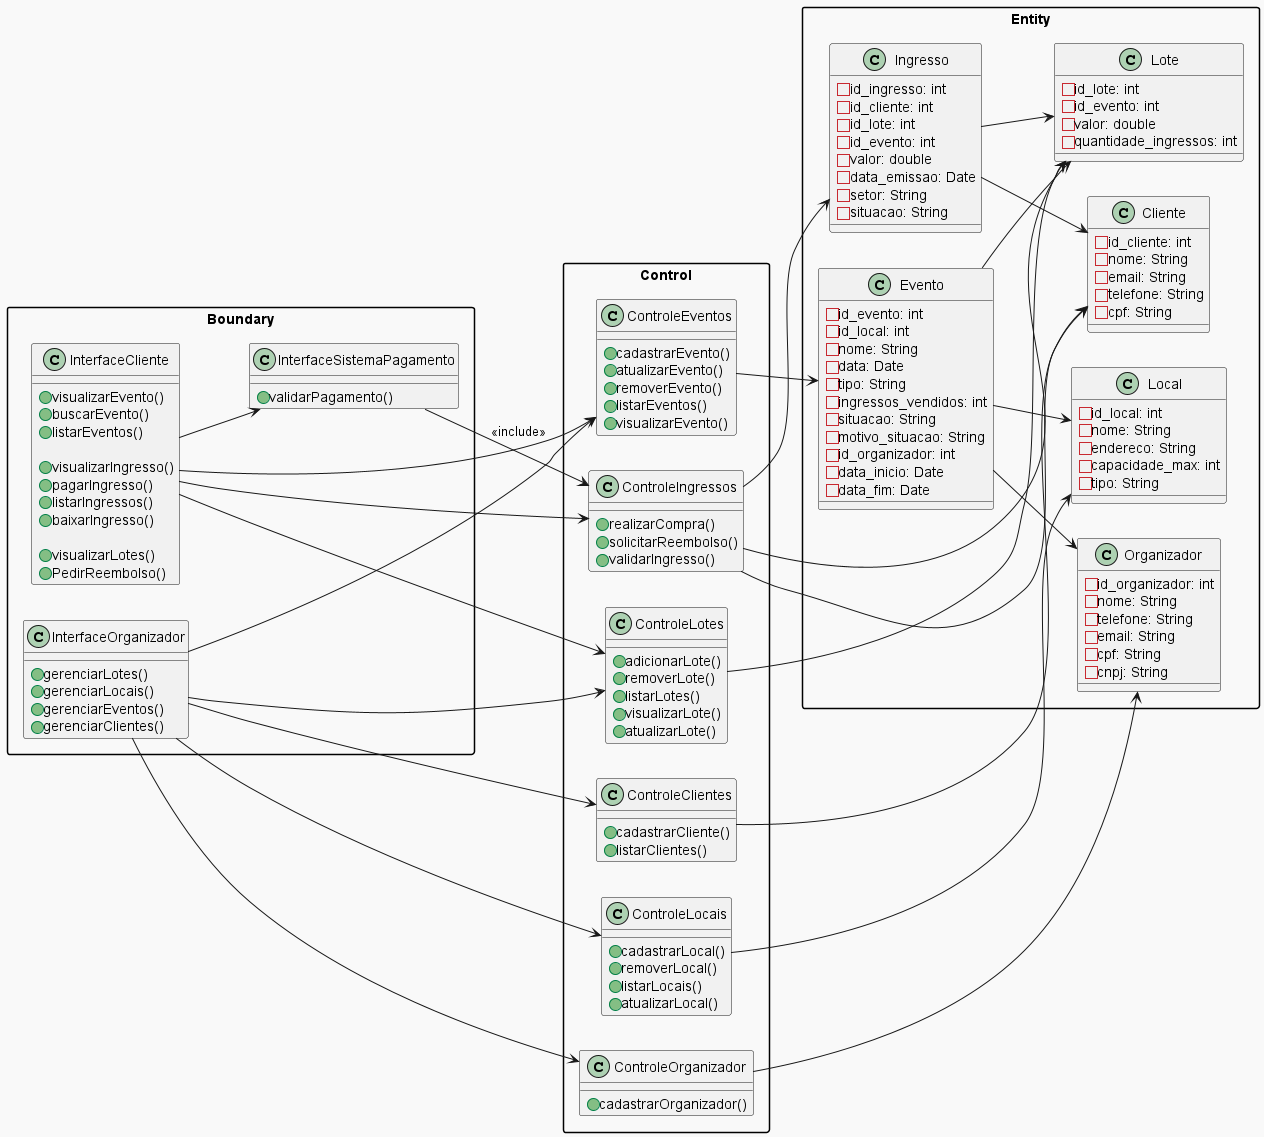 Boundary
InterfaceCliente
visualizarEvento()
buscarEvento()
listarEventos()
visualizarIngresso()
pagarIngresso()
listarIngressos()
baixarIngresso()
visualizarLotes()
PedirReembolso()
InterfaceSistemaPagamento
validarPagamento()
InterfaceOrganizador
gerenciarLotes()
gerenciarLocais()
gerenciarEventos()
gerenciarClientes()
«include»
Control
ControleEventos
cadastrarEvento()
atualizarEvento()
removerEvento()
listarEventos()
visualizarEvento()
ControleIngressos
realizarCompra()
solicitarReembolso()
validarIngresso()
ControleLotes
adicionarLote()
removerLote()
listarLotes()
visualizarLote()
atualizarLote()
ControleClientes
cadastrarCliente()
listarClientes()
ControleLocais
cadastrarLocal()
removerLocal()
listarLocais()
atualizarLocal()
ControleOrganizador
cadastrarOrganizador()
Entity
Ingresso
id_ingresso: int
id_cliente: int
id_lote: int
id_evento: int
valor: double
data_emissao: Date
setor: String
situacao: String
Evento
id_evento: int
id_local: int
nome: String
data: Date
tipo: String
ingressos_vendidos: int
situacao: String
motivo_situacao: String
id_organizador: int
data_inicio: Date
data_fim: Date
Lote
id_lote: int
id_evento: int
valor: double
quantidade_ingressos: int
Cliente
id_cliente: int
nome: String
email: String
telefone: String
cpf: String
Local
id_local: int
nome: String
endereco: String
capacidade_max: int
tipo: String
Organizador
id_organizador: int
nome: String
telefone: String
email: String
cpf: String
cnpj: String